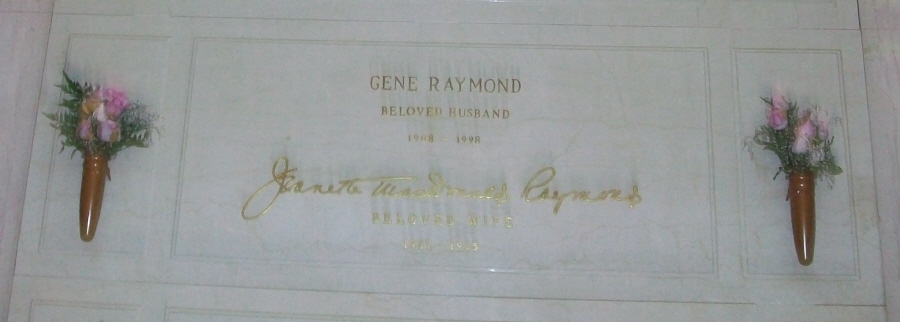 GENE RAYMOND
BELOVED HUSBAND
1908 - 1998
Jeanette MacDonald Raymond
BELOVED WIFE